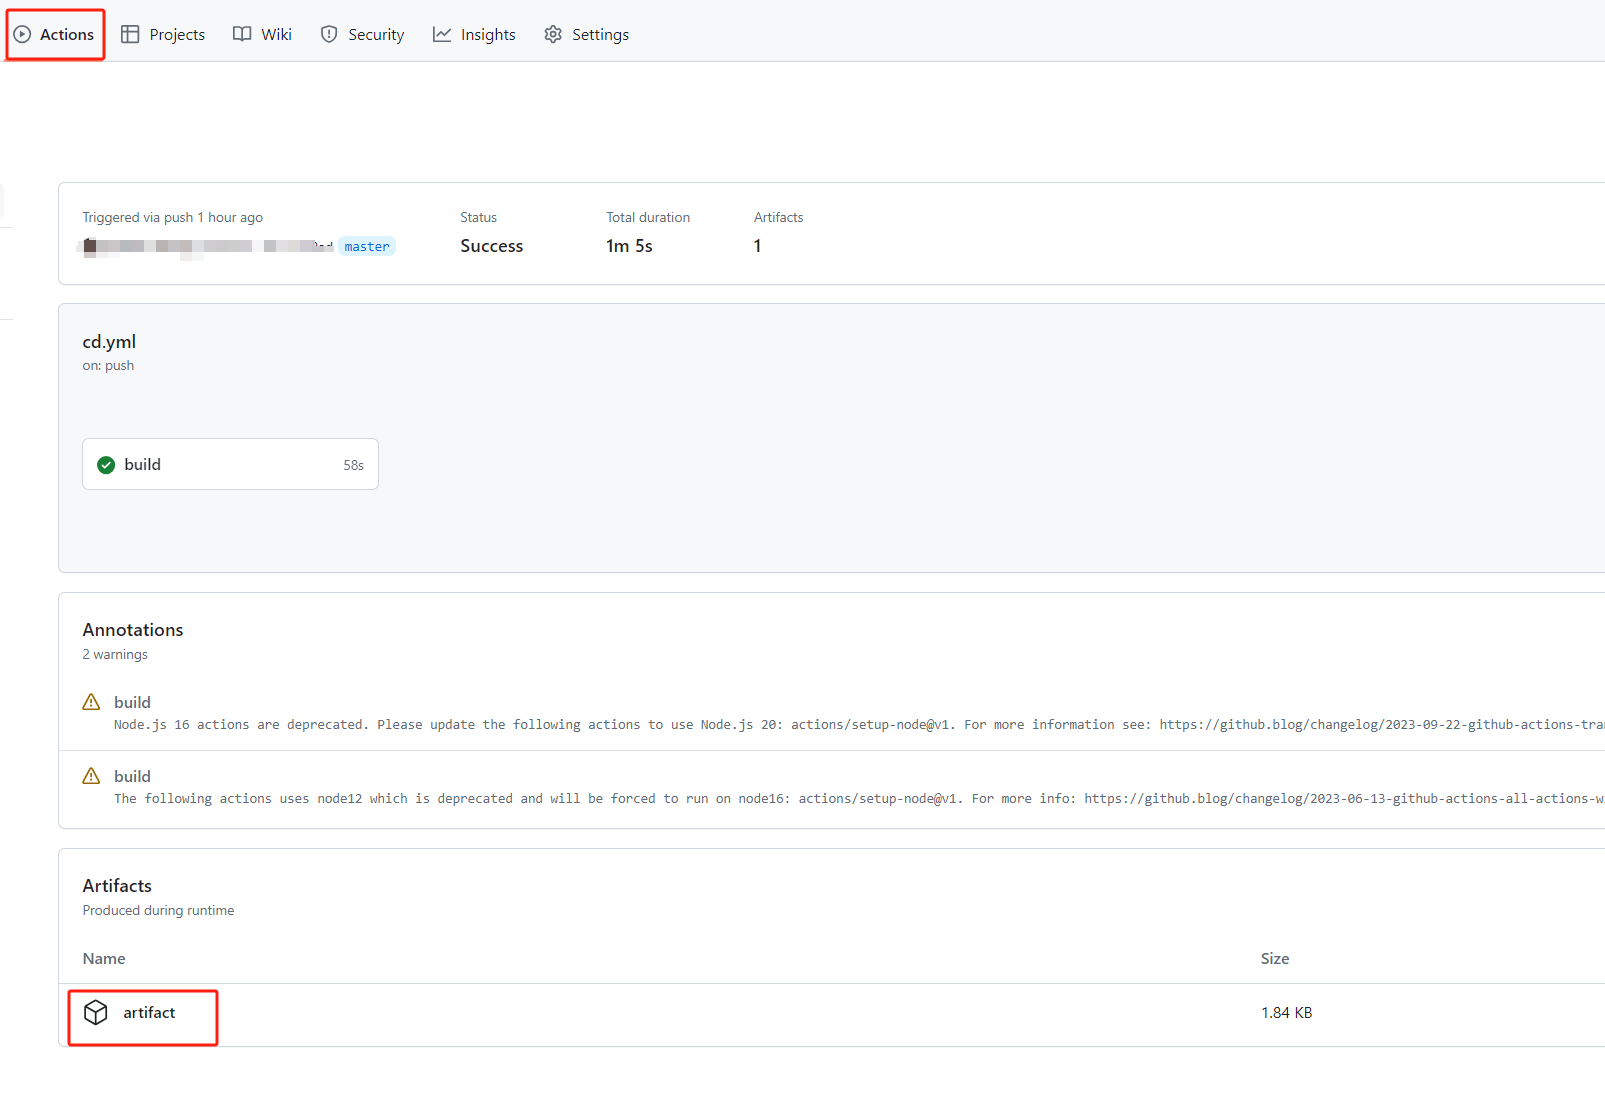 Actions Projects Wiki Security Insights Settings
Triggered via push 1 hour ago Status Total duration Artifacts
master Success 1m 5s 1
cd.yml
on: push
build 58s
Annotations
2 warnings
build
Node.js 16 actions are deprecated. Please update the following actions to use Node.js 20: actions/setup-node@v1. For more information see: https://github.blog/changelog/2023-09-22-github-actions-tra
build
The following actions uses node12 which is deprecated and will be forced to run on node16: actions/setup-node@v1. For more info: https://github.blog/changelog/2023-06-13-github-actions-all-actions-w
Artifacts
Produced during runtime
Name Size
artifact 1.84 KB